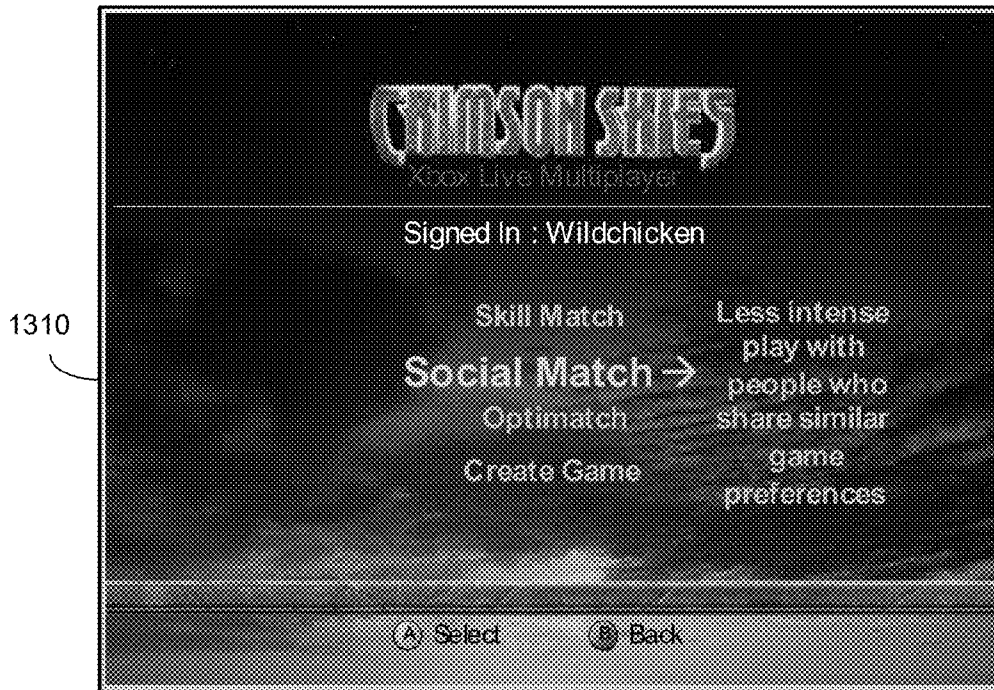 CRIMSON SKIES
Xbox Live Multiplayer
Signed In : Wildchicken
1310
Skill Match
Social Match →
Optimatch
Create Game
Less intense
play with
people who
share similar
game
preferences
A Select
B Back